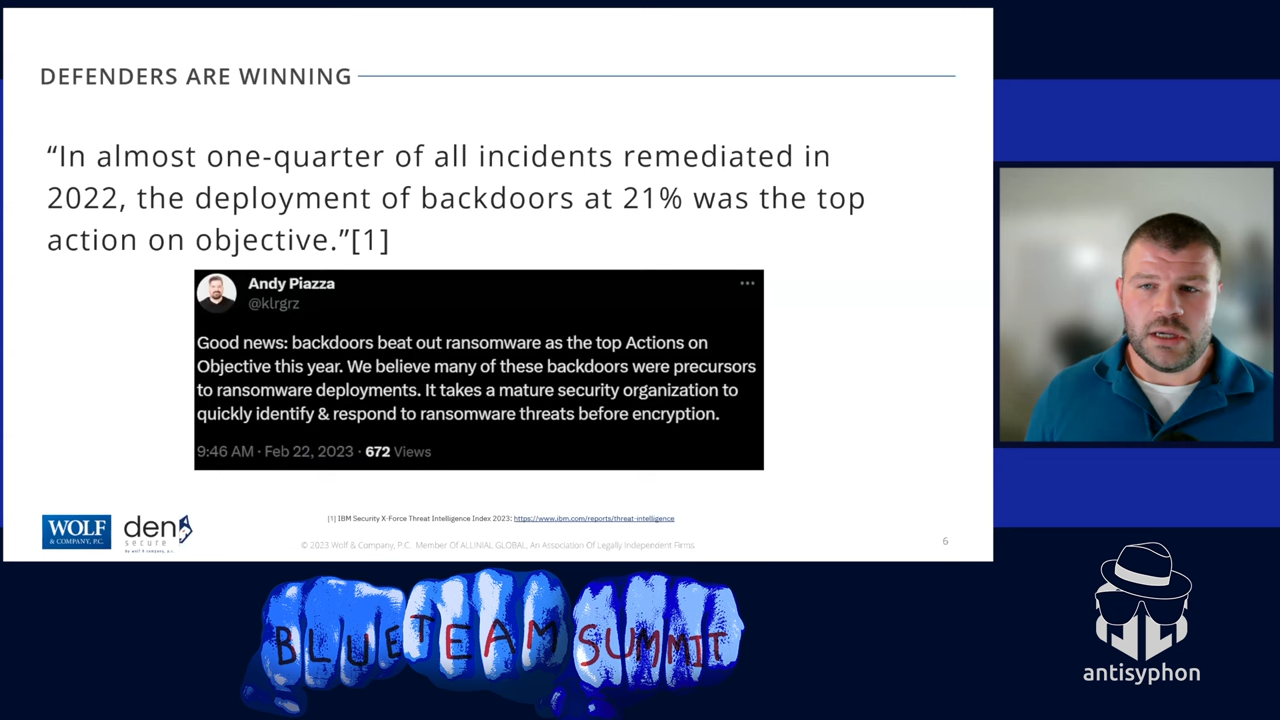 DEFENDERS ARE WINNING
“In almost one-quarter of all incidents remediated in
2022, the deployment of backdoors at 21% was the top
action on objective.”[1]
Andy Piazza
@klrgrz
Good news: backdoors beat out ransomware as the top Actions on
Objective this year. We believe many of these backdoors were precursors
to ransomware deployments. It takes a mature security organization to
quickly identify & respond to ransomware threats before encryption.
9:46 AM · Feb 22, 2023 · 672 Views
[1] IBM Security X-Force Threat Intelligence Index 2023: https://www.ibm.com/reports/threat-intelligence
WOLF
& COMPANY, P.C.
den
secure
by wolf & company, p.c.
© 2023 Wolf & Company, P.C. Member Of ALLINIAL GLOBAL, An Association Of Legally Independent Firms
6
BLUE TEAM SUMMIT
antisyphon